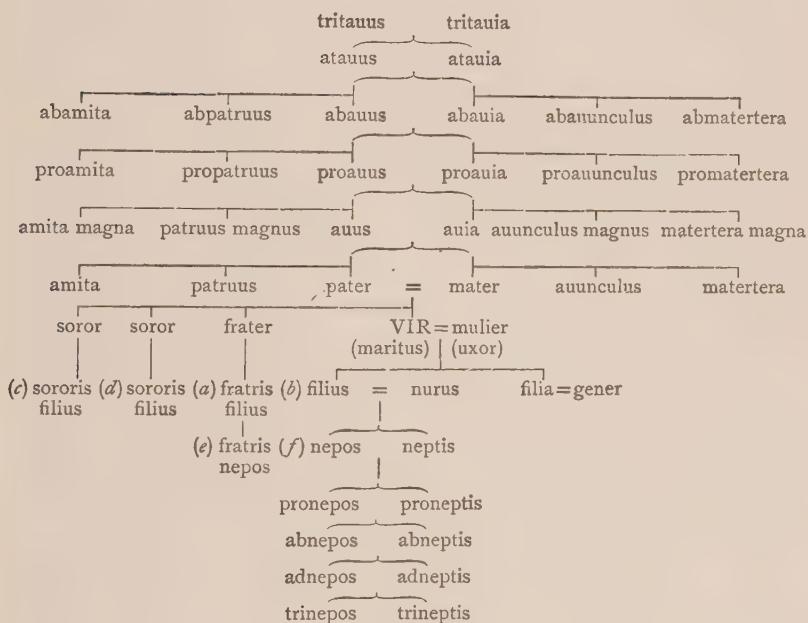 tritauus tritauia
atauus atauia
abamita abpatruus abauus abauia abauunculus abmatertera
proamita propatruus proauus proauia proauunculus promatertera
amita magna patruus magnus auus auia auunculus magnus matertera magna
amita patruus pater = mater auunculus matertera
soror soror frater VIR = mulier
(maritus) (uxor)
(c) sororis (d) sororis (a) fratris (b) filius = nurus filia = gener
filius filius filius
(e) fratris (f) nepos neptis
nepos
pronepos proneptis
abnepos abneptis
adnepos adneptis
trinepos trineptis